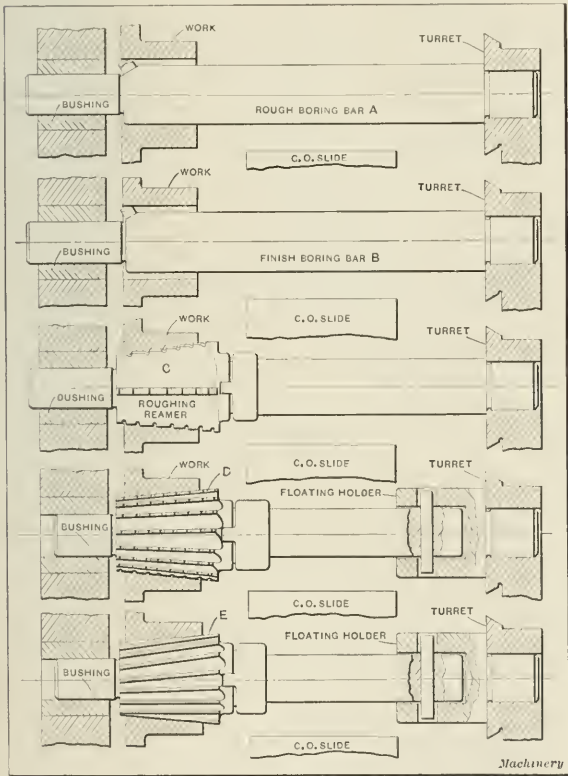 WORK
TURRET
BUSHING
ROUGH BORING BAR A
C.O. SLIDE
WORK
TURRET
BUSHING
FINISH BORING BAR B
C.O. SLIDE
WORK
TURRET
C
BUSHING
ROUGHING
REAMER
C.O. SLIDE
WORK
D
TURRET
FLOATING HOLDER
BUSHING
C.O. SLIDE
E
TURRET
FLOATING HOLDER
BUSHING
C.O. SLIDE
Machinery